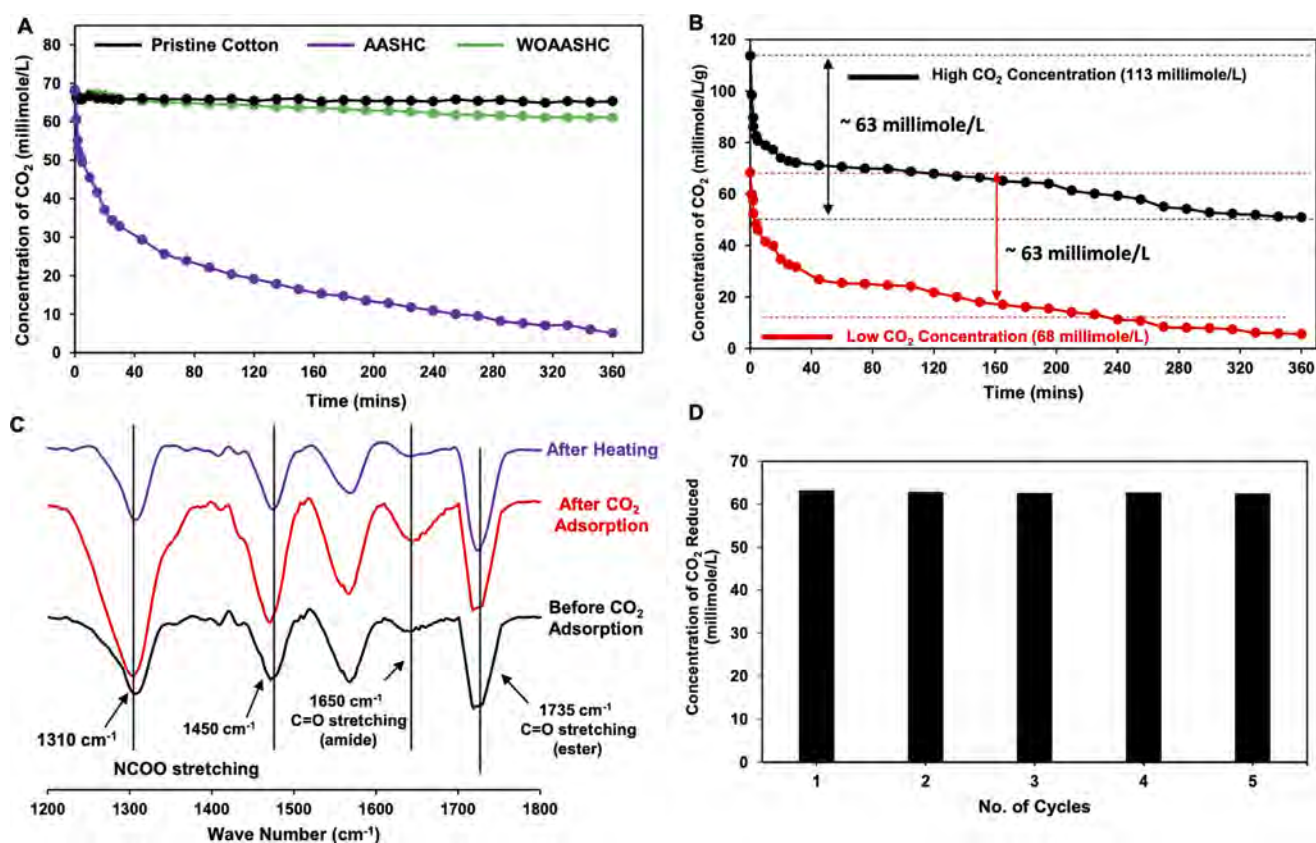 A
Concentration of CO₂ (millimole/L)
80
70
60
50
40
30
20
10
0
Pristine Cotton
AASHC
WOAASHC
0 40 80 120 160 200 240 280 320 360 400
Time (mins)
B
Concentration of CO₂ (millimole/L/g)
120
100
80
60
40
20
0
High CO₂ Concentration (113 millimole/L)
~ 63 millimole/L
~ 63 millimole/L
Low CO₂ Concentration (68 millimole/L)
0 40 80 120 160 200 240 280 320 360
Time (mins)
C
After Heating
After CO₂
Adsorption
Before CO₂
Adsorption
1310 cm⁻¹
1450 cm⁻¹
NCOO stretching
1650 cm⁻¹
C=O stretching
(amide)
1735 cm⁻¹
C=O stretching
(ester)
1200 1300 1400 1500 1600 1700 1800
Wave Number (cm⁻¹)
D
Concentration of CO₂ Reduced
(millimole/L)
70
60
50
40
30
20
10
0
1 2 3 4 5
No. of Cycles